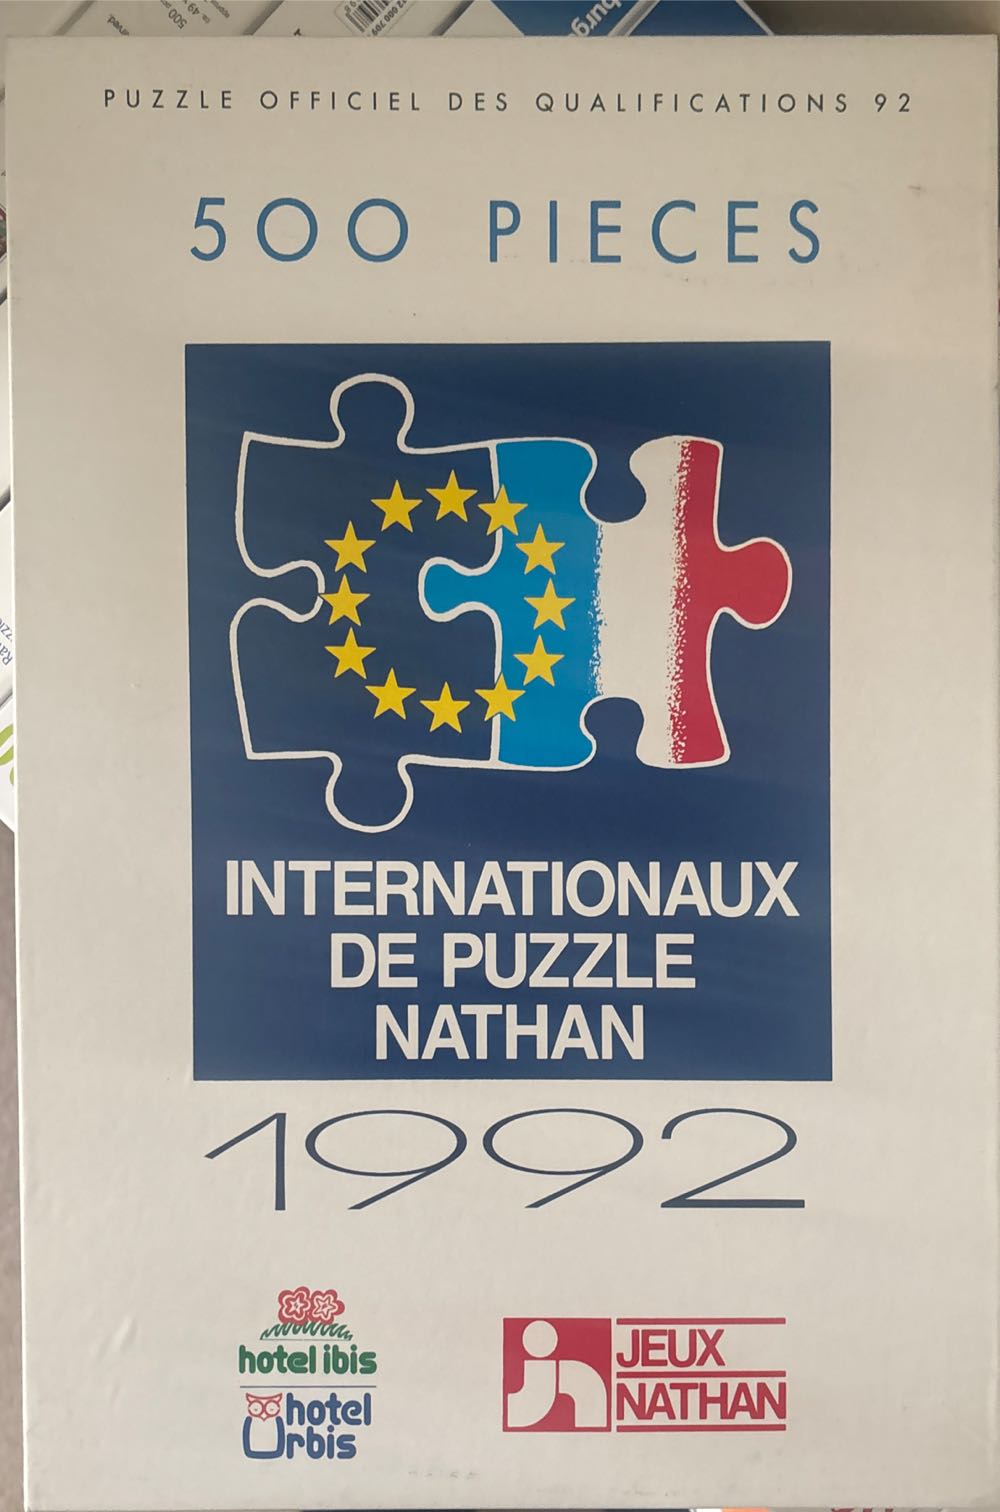 PUZZLE OFFICIEL DES QUALIFICATIONS 92
500 PIECES
INTERNATIONAUX
DE PUZZLE
NATHAN
1992
hotel ibis
hotel
Urbis
JEUX
NATHAN